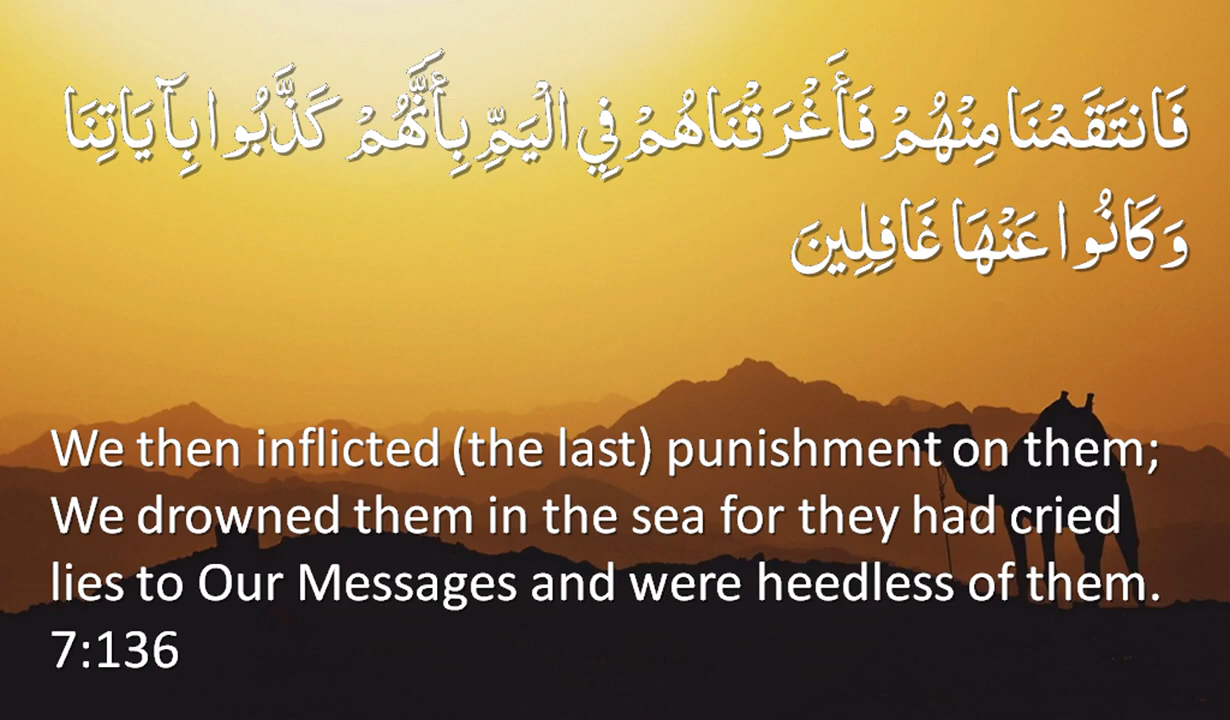 فَانتَقَمْنَا مِنْهُمْ فَأَغْرَقْنَاهُمْ فِي الْيَمِّ بِأَنَّهُمْ كَذَّبُوا بِآيَاتِنَا
وَكَانُوا عَنْهَا غَافِلِينَ
We then inflicted (the last) punishment on them;
We drowned them in the sea for they had cried
lies to Our Messages and were heedless of them.
7:136